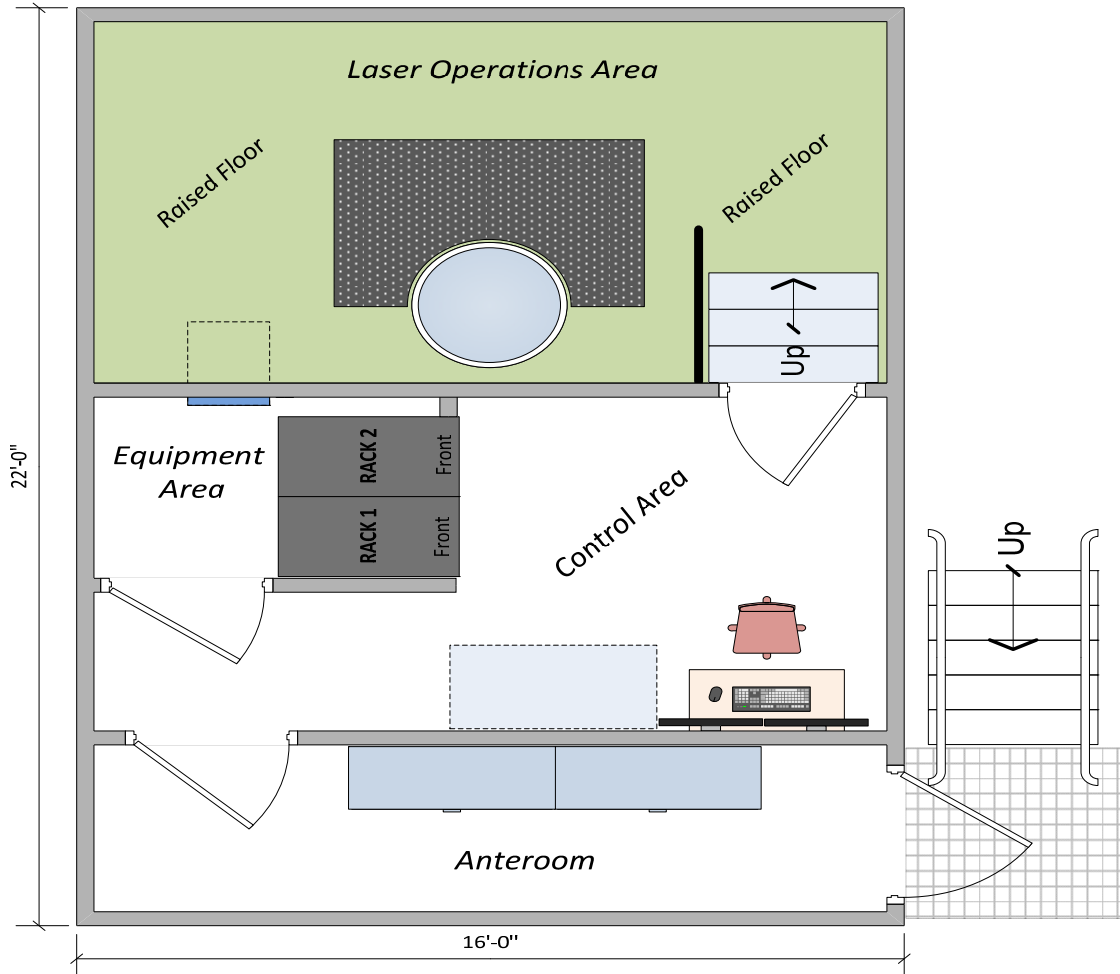 Laser Operations Area
Raised Floor
Raised Floor
Up
Equipment
Area
RACK 2
Front
RACK 1
Front
Control Area
22'-0"
Up
Anteroom
16'-0"